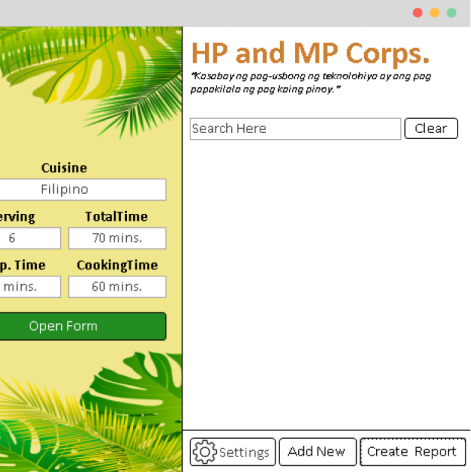 HP and MP Corps.
"Kasabay ng pag-usbong ng teknolohiya ay ang pag
papakilala ng pag kaing pinoy."
Search Here
Clear
Cuisine
Filipino
erving
TotalTime
6
70 mins.
p. Time
CookingTime
mins.
60 mins.
Open Form
Settings
Add New
Create Report